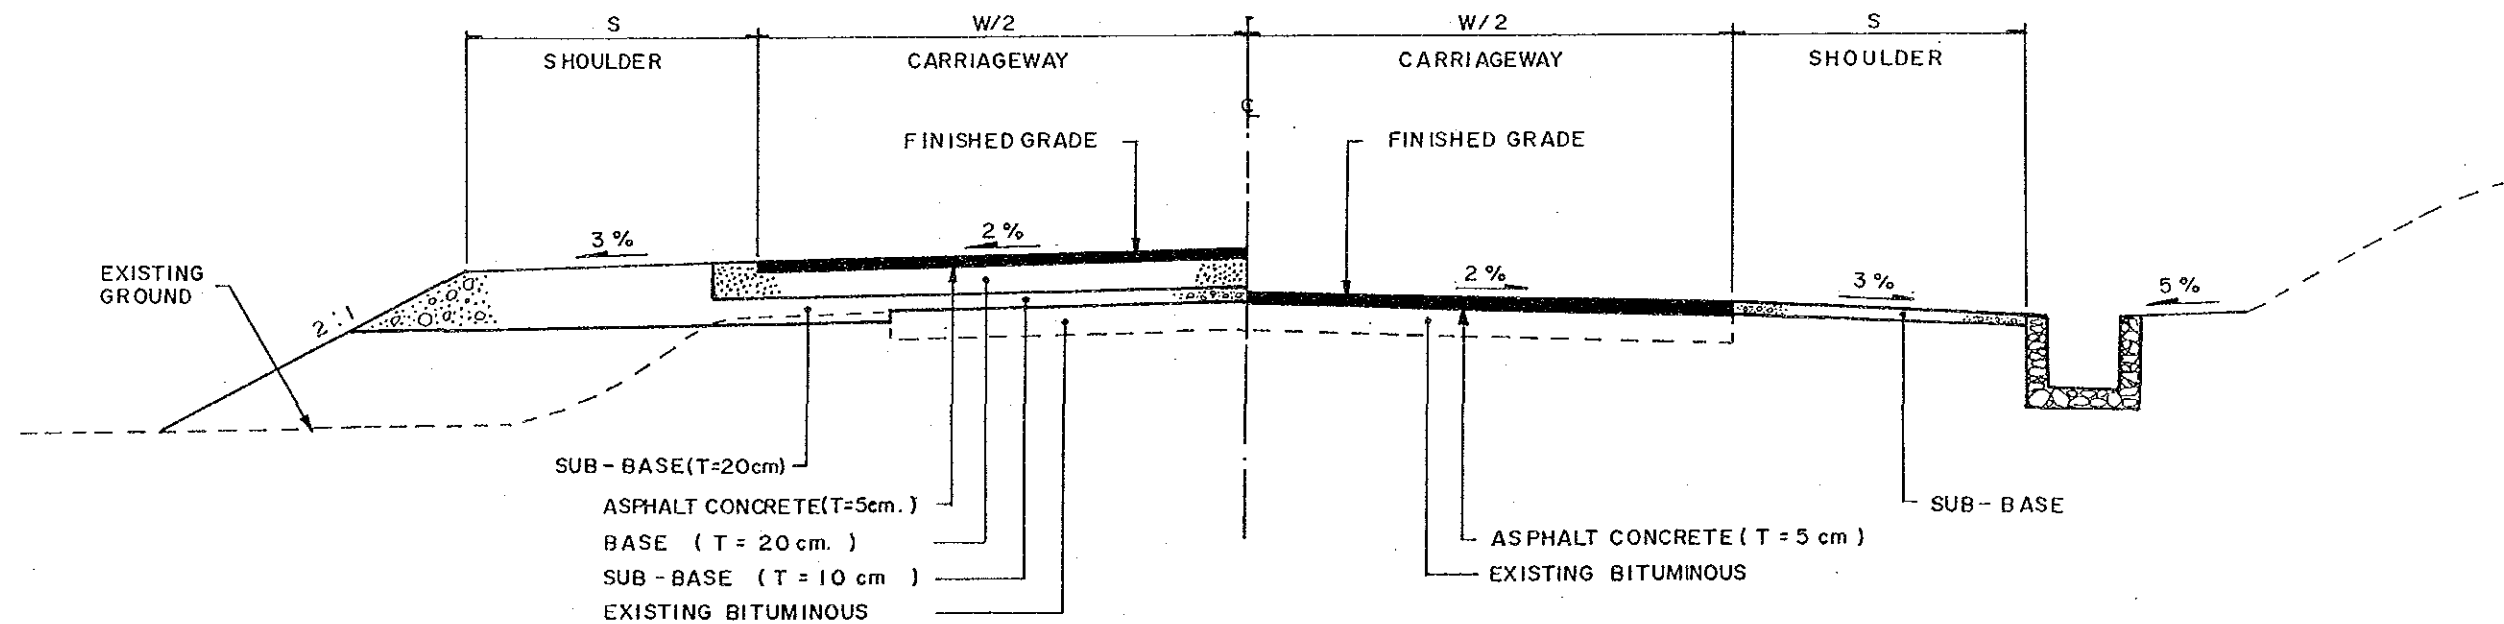 S
W/2
W/2
S
SHOULDER
CARRIAGEWAY
CARRIAGEWAY
SHOULDER
℄
FINISHED GRADE
FINISHED GRADE
3%
2%
EXISTING
GROUND
2%
3%
5%
2:1
SUB-BASE(T=20cm)
ASPHALT CONCRETE(T=5cm.)
BASE (T = 20 cm.)
SUB-BASE (T = 10 cm )
EXISTING BITUMINOUS
SUB-BASE
ASPHALT CONCRETE (T = 5 cm)
EXISTING BITUMINOUS